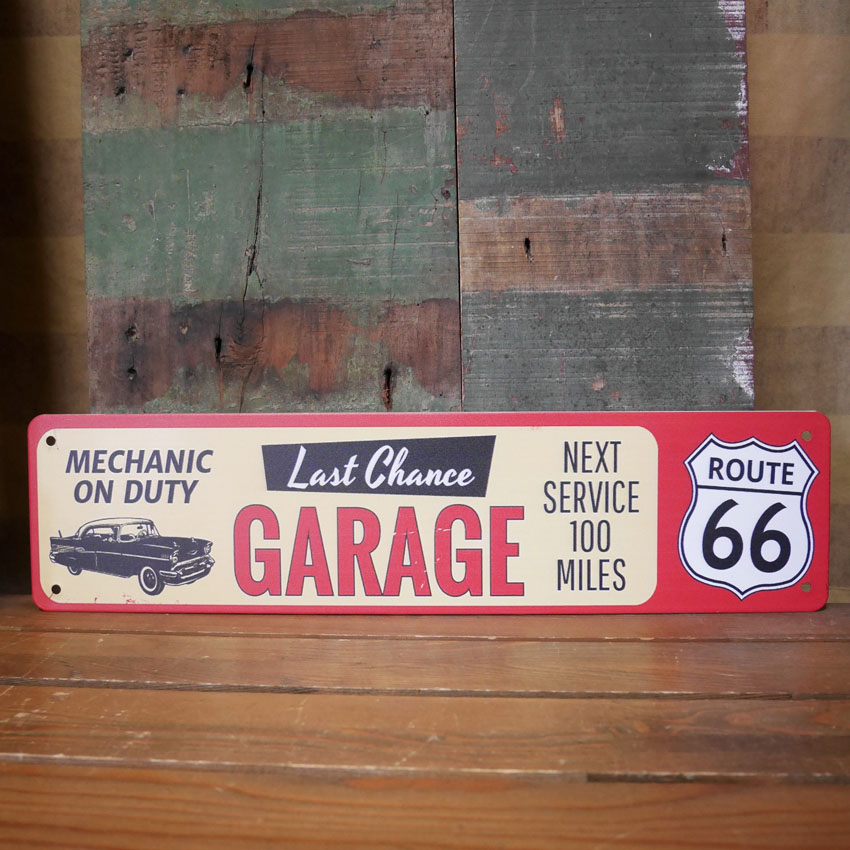 MECHANIC
ON DUTY
Last Chance
GARAGE
NEXT
SERVICE
100
MILES
ROUTE
66